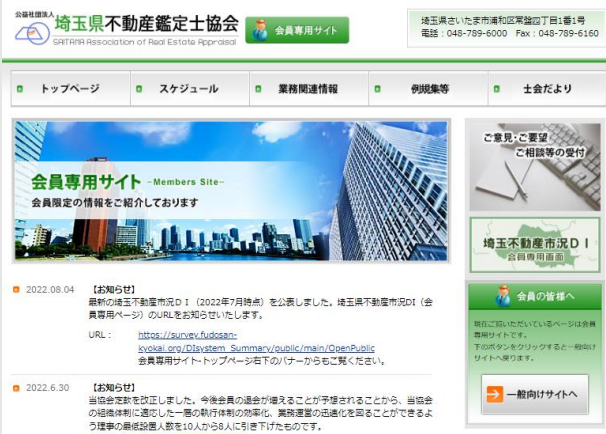 公益社団法人
埼玉県不動産鑑定士協会
SAITAMA Association of Real Estate Appraisal
会員専用サイト
埼玉県さいたま市浦和区常盤四丁目1番1号
電話：048-789-6000 Fax：048-789-6160
トップページ
スケジュール
業務関連情報
例規集等
士会だより
会員専用サイト -Members Site-
会員限定の情報をご紹介しております
ご意見・ご要望
ご相談等の受付
埼玉不動産市況ＤＩ
会員専用画面
2022.08.04 【お知らせ】
最新の埼玉不動産市況ＤＩ（2022年7月時点）を公表しました。埼玉県不動産市況DI（会
員専用ページ）のURLをお知らせいたします。
URL： https://survey.fudosan-
kyokai.org/DIsystem_Summary/public/main/OpenPublic
会員専用サイト・トップページ右下のバナーからもご覧ください。
2022.6.30 【お知らせ】
当協会定款を改正しました。今後会員の退会が増えることが予想されることから、当協会
の組織体制に適応した一層の執行体制の効率化、業務運営の迅速化を図ることができるよ
う理事の最低設置人数を10人から8人に引き下げたものです。
会員の皆様へ
現在ご覧いただいているページは会員
専用サイトです。
下のボタンをクリックすると一般向け
サイトへ戻ります。
一般向けサイトへ